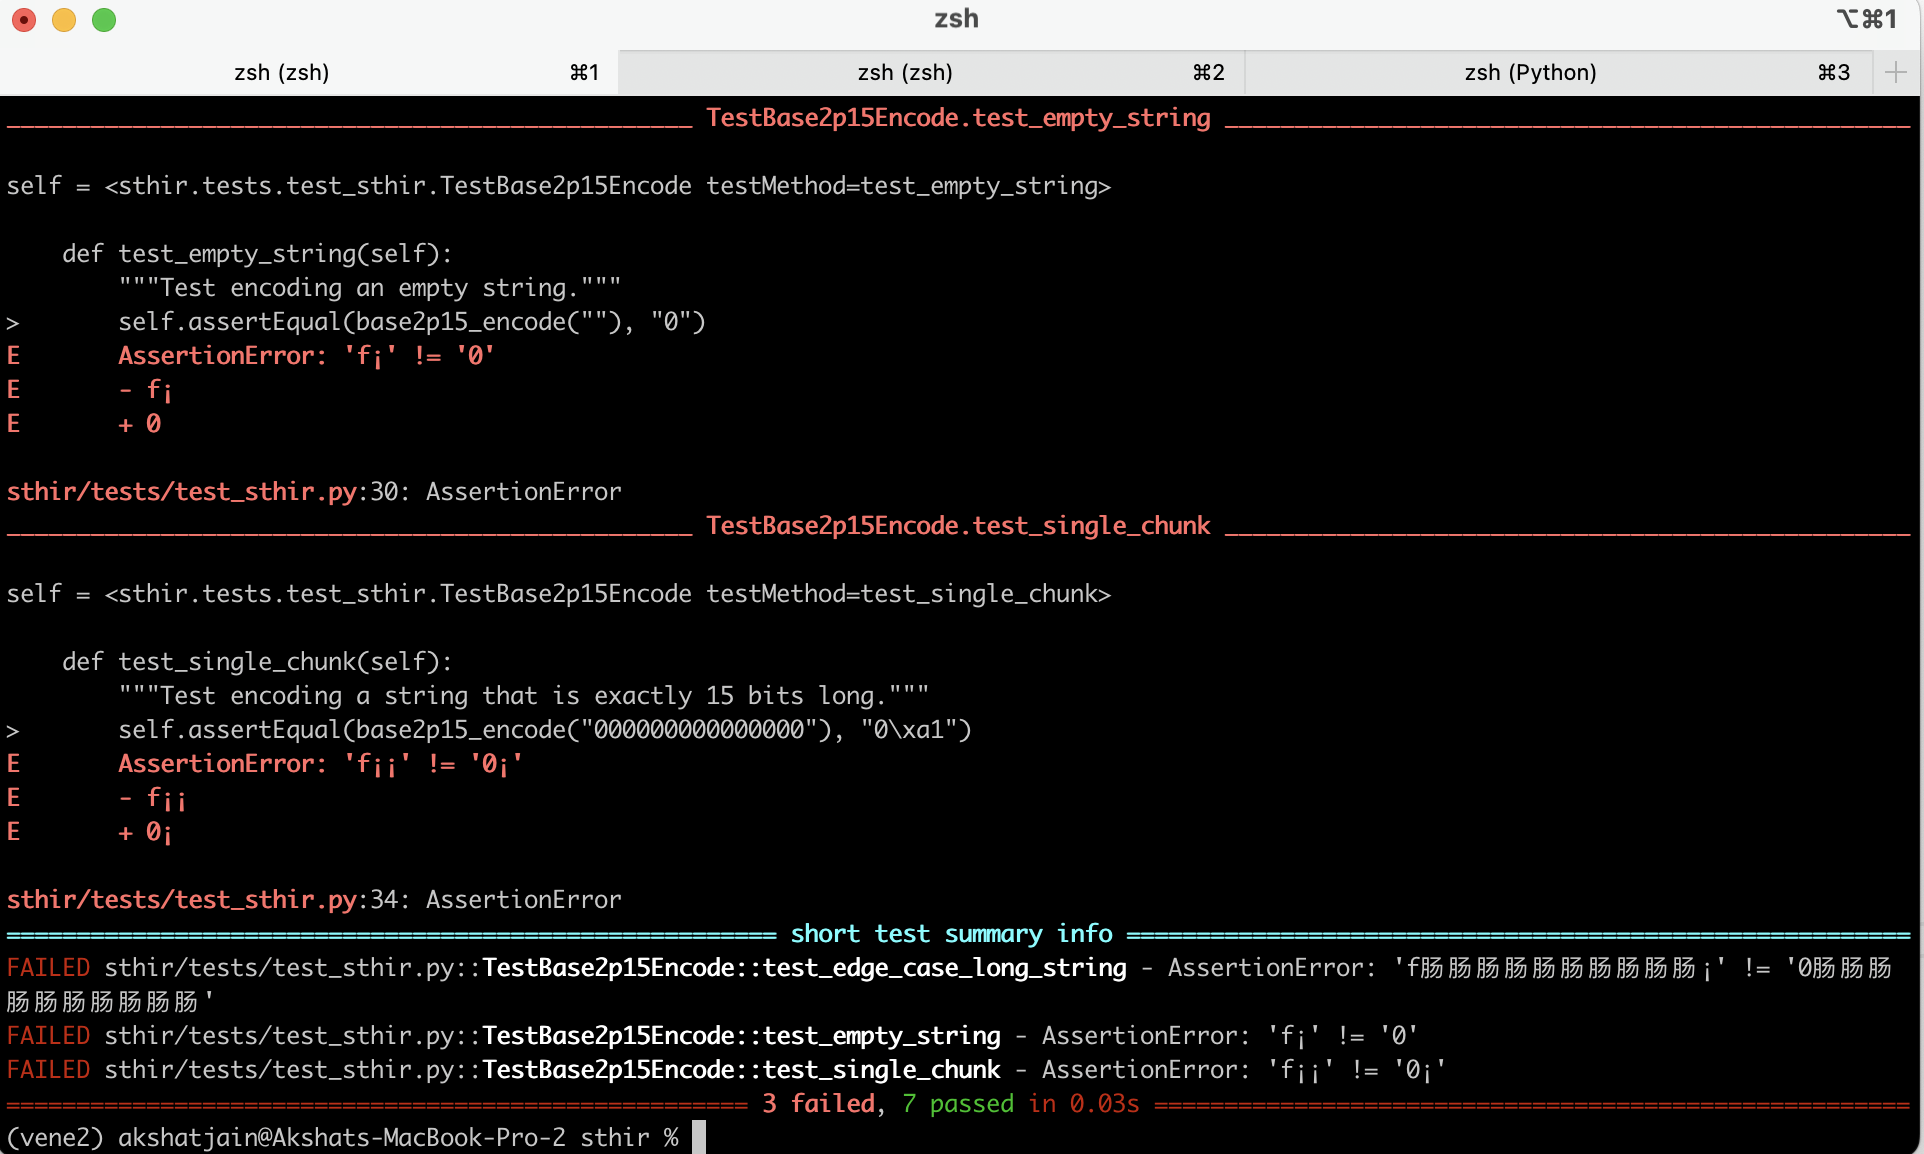 zsh
⌥⌘1
zsh (zsh) ⌘1 zsh (zsh) ⌘2 zsh (Python) ⌘3 +
_________________________________________________ TestBase2p15Encode.test_empty_string _________________________________________________
self = <sthir.tests.test_sthir.TestBase2p15Encode testMethod=test_empty_string>
    def test_empty_string(self):
        """Test encoding an empty string."""
>       self.assertEqual(base2p15_encode(""), "0")
E       AssertionError: 'f¡' != '0'
E       - f¡
E       + 0
sthir/tests/test_sthir.py:30: AssertionError
_________________________________________________ TestBase2p15Encode.test_single_chunk _________________________________________________
self = <sthir.tests.test_sthir.TestBase2p15Encode testMethod=test_single_chunk>
    def test_single_chunk(self):
        """Test encoding a string that is exactly 15 bits long."""
>       self.assertEqual(base2p15_encode("000000000000000"), "0\xa1")
E       AssertionError: 'f¡¡' != '0¡'
E       - f¡¡
E       + 0¡
sthir/tests/test_sthir.py:34: AssertionError
======================================================= short test summary info ========================================================
FAILED sthir/tests/test_sthir.py::TestBase2p15Encode::test_edge_case_long_string - AssertionError: 'f肠肠肠肠肠肠肠肠肠肠¡' != '0肠肠肠
肠肠肠肠肠肠肠'
FAILED sthir/tests/test_sthir.py::TestBase2p15Encode::test_empty_string - AssertionError: 'f¡' != '0'
FAILED sthir/tests/test_sthir.py::TestBase2p15Encode::test_single_chunk - AssertionError: 'f¡¡' != '0¡'
===================================================== 3 failed, 7 passed in 0.03s ======================================================
(vene2) akshatjain@Akshats-MacBook-Pro-2 sthir %